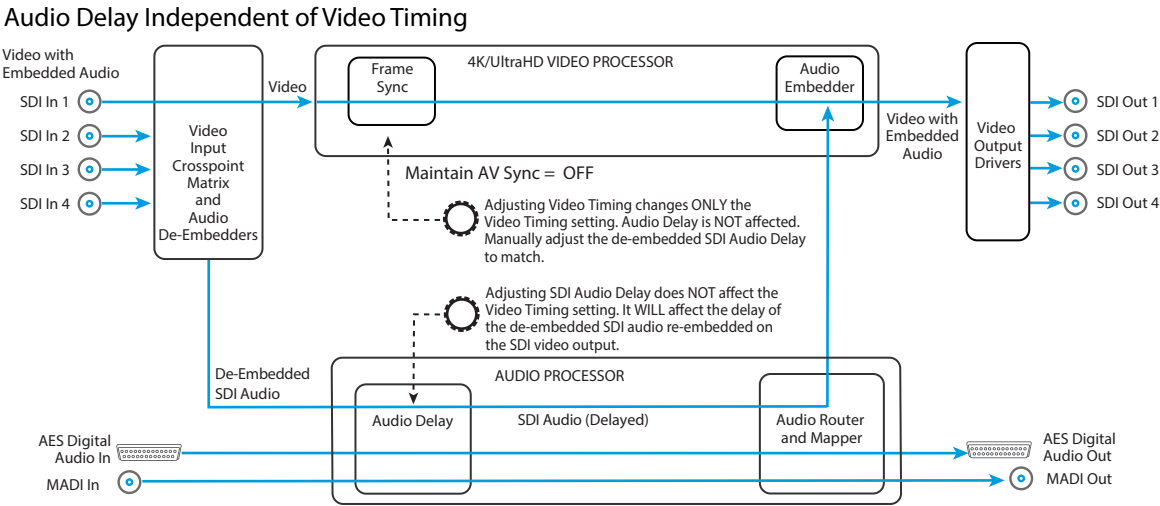 Audio Delay Independent of Video Timing
Video with
Embedded Audio
SDI In 1
SDI In 2
SDI In 3
SDI In 4
Video
Input
Crosspoint
Matrix
and
Audio
De-Embedders
Video
4K/UltraHD VIDEO PROCESSOR
Frame
Sync
Audio
Embedder
Video with
Embedded
Audio
Video
Output
Drivers
SDI Out 1
SDI Out 2
SDI Out 3
SDI Out 4
Maintain AV Sync = OFF
Adjusting Video Timing changes ONLY the
Video Timing setting. Audio Delay is NOT affected.
Manually adjust the de-embedded SDI Audio Delay
to match.
Adjusting SDI Audio Delay does NOT affect the
Video Timing setting. It WILL affect the delay of
the de-embedded SDI audio re-embedded on
the SDI video output.
De-Embedded
SDI Audio
AUDIO PROCESSOR
Audio Delay
SDI Audio (Delayed)
Audio Router
and Mapper
AES Digital
Audio In
MADI In
AES Digital
Audio Out
MADI Out